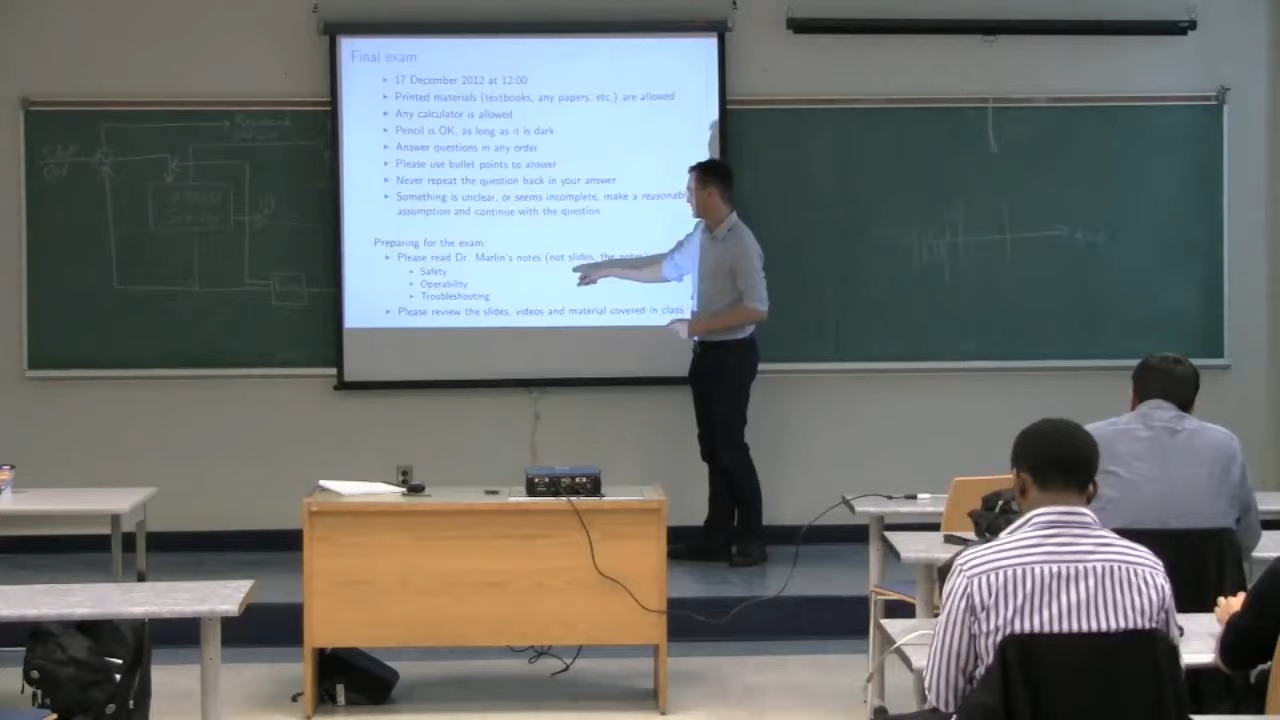 Final exam
17 December 2012 at 12:00
Printed materials (textbooks, any papers, etc.) are allowed
Any calculator is allowed
Pencil is OK, as long as it is dark
Answer questions in any order
Please use bullet points to answer
Never repeat the question back in your answer
Something is unclear, or seems incomplete, make a reasonable
assumption and continue with the question
Preparing for the exam:
Please read Dr. Marlin's notes (not slides, the notes)
Safety
Operability
Troubleshooting
Please review the slides, videos and material covered in class